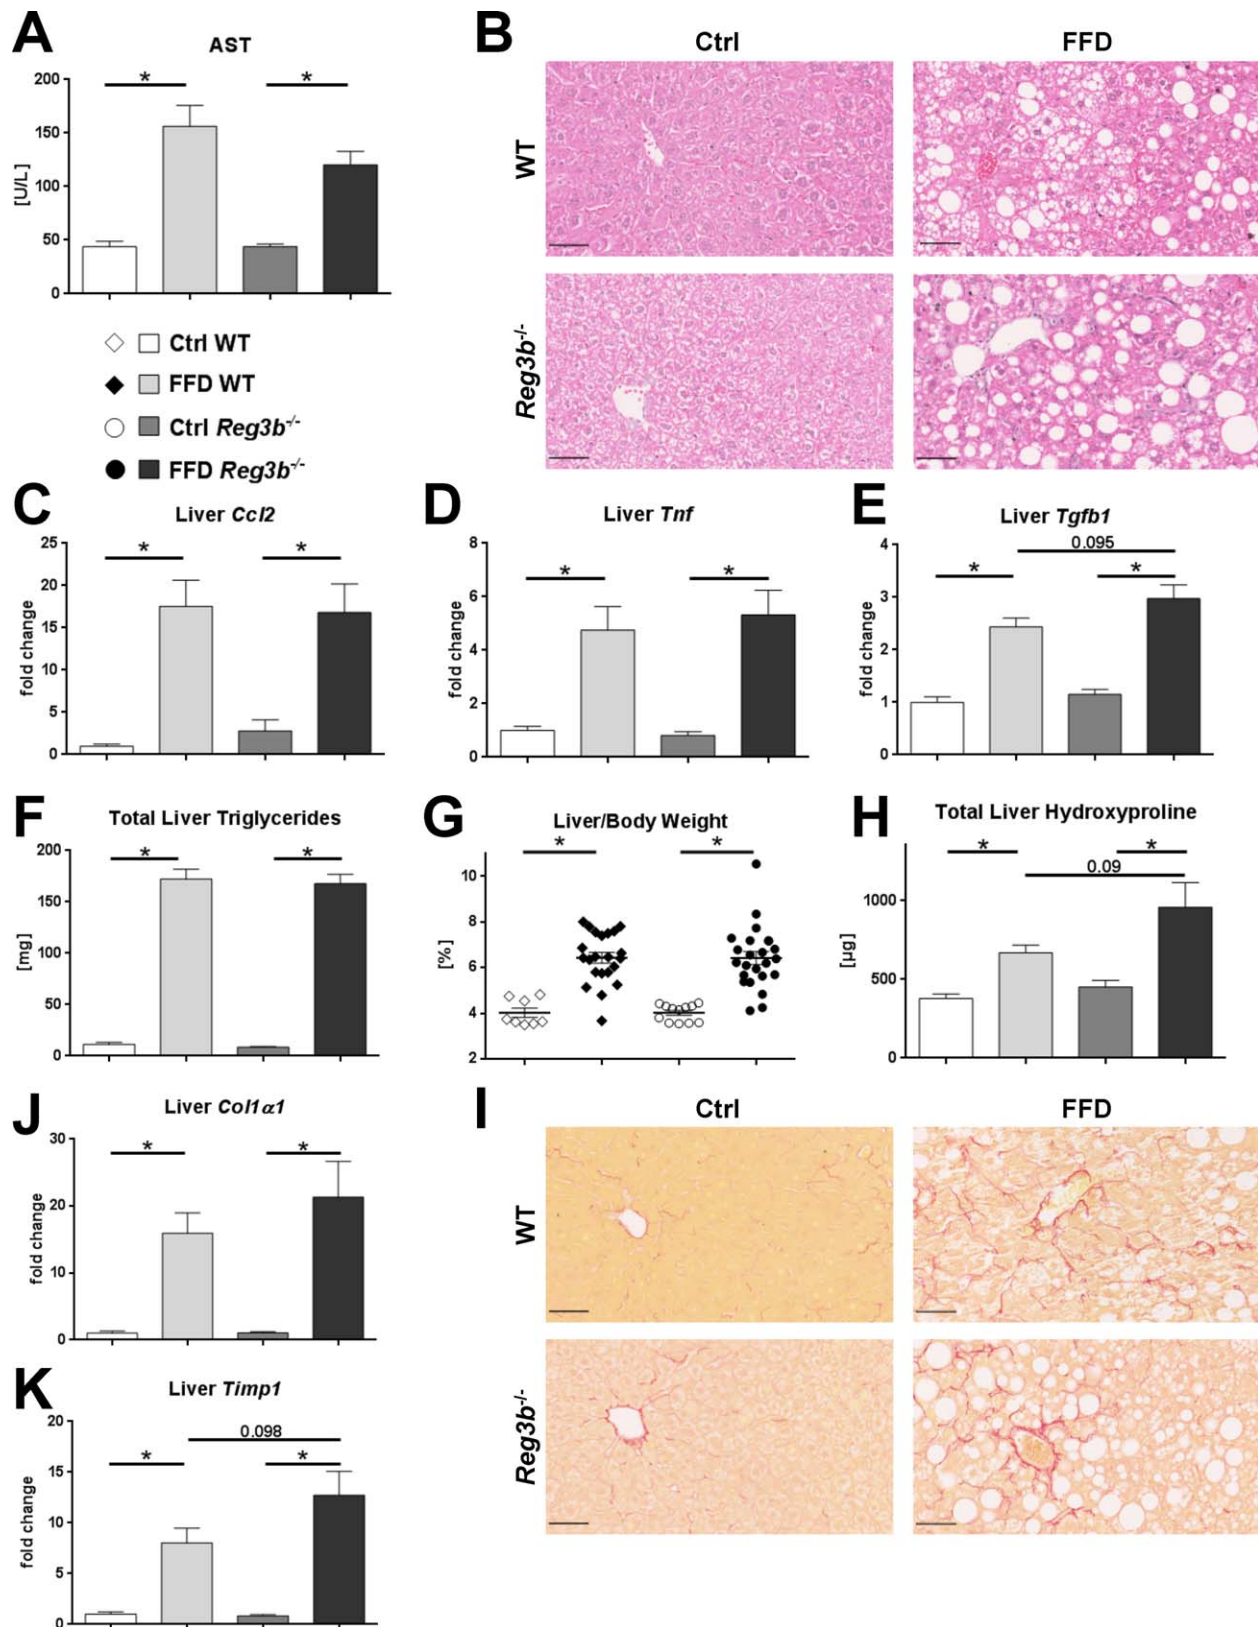 A
AST
[U/L]
200
150
100
50
0
*
*
Ctrl WT
FFD WT
Ctrl Reg3b-/-
FFD Reg3b-/-
B
Ctrl
FFD
WT
Reg3b-/-
C
Liver Ccl2
fold change
25
20
15
10
5
0
*
*
D
Liver Tnf
fold change
8
6
4
2
0
*
*
E
Liver Tgfb1
fold change
4
3
2
1
0
0.095
*
*
F
Total Liver Triglycerides
[mg]
200
150
100
50
0
*
*
G
Liver/Body Weight
[%]
10
8
6
4
2
*
*
H
Total Liver Hydroxyproline
[µg]
1000
500
0
*
*
0.09
J
Liver Col1α1
fold change
30
20
10
0
*
*
I
Ctrl
FFD
WT
Reg3b-/-
K
Liver Timp1
fold change
20
15
10
5
0
0.098
*
*